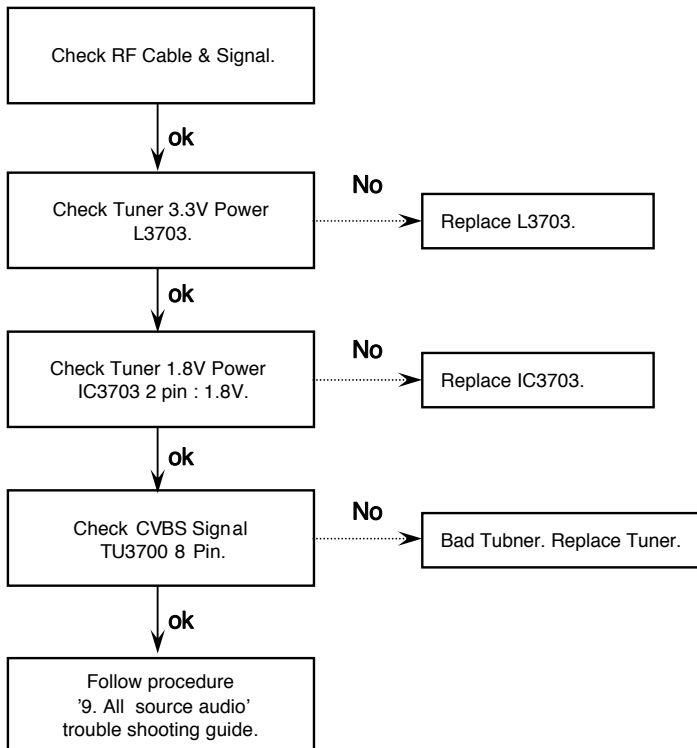 Check RF Cable & Signal.
ok
Check Tuner 3.3V Power
L3703.
No
Replace L3703.
ok
Check Tuner 1.8V Power
IC3703 2 pin : 1.8V.
No
Replace IC3703.
ok
Check CVBS Signal
TU3700 8 Pin.
No
Bad Tubner. Replace Tuner.
ok
Follow procedure
'9. All source audio'
trouble shooting guide.